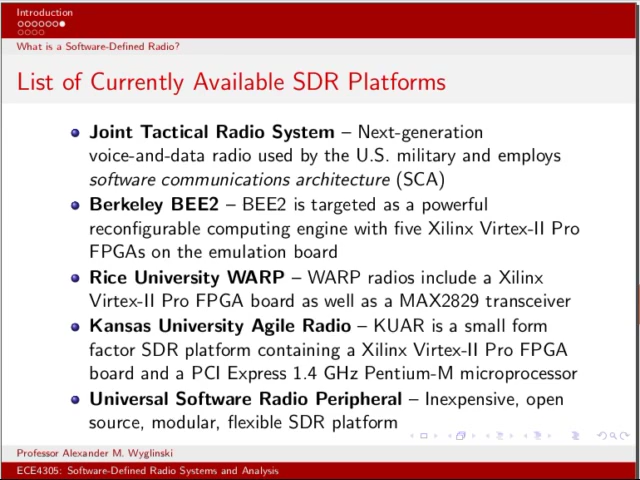 Introduction
What is a Software-Defined Radio?
List of Currently Available SDR Platforms
Joint Tactical Radio System – Next-generation
voice-and-data radio used by the U.S. military and employs
software communications architecture (SCA)
Berkeley BEE2 – BEE2 is targeted as a powerful
reconfigurable computing engine with five Xilinx Virtex-II Pro
FPGAs on the emulation board
Rice University WARP – WARP radios include a Xilinx
Virtex-II Pro FPGA board as well as a MAX2829 transceiver
Kansas University Agile Radio – KUAR is a small form
factor SDR platform containing a Xilinx Virtex-II Pro FPGA
board and a PCI Express 1.4 GHz Pentium-M microprocessor
Universal Software Radio Peripheral – Inexpensive, open
source, modular, flexible SDR platform
Professor Alexander M. Wyglinski
ECE4305: Software-Defined Radio Systems and Analysis